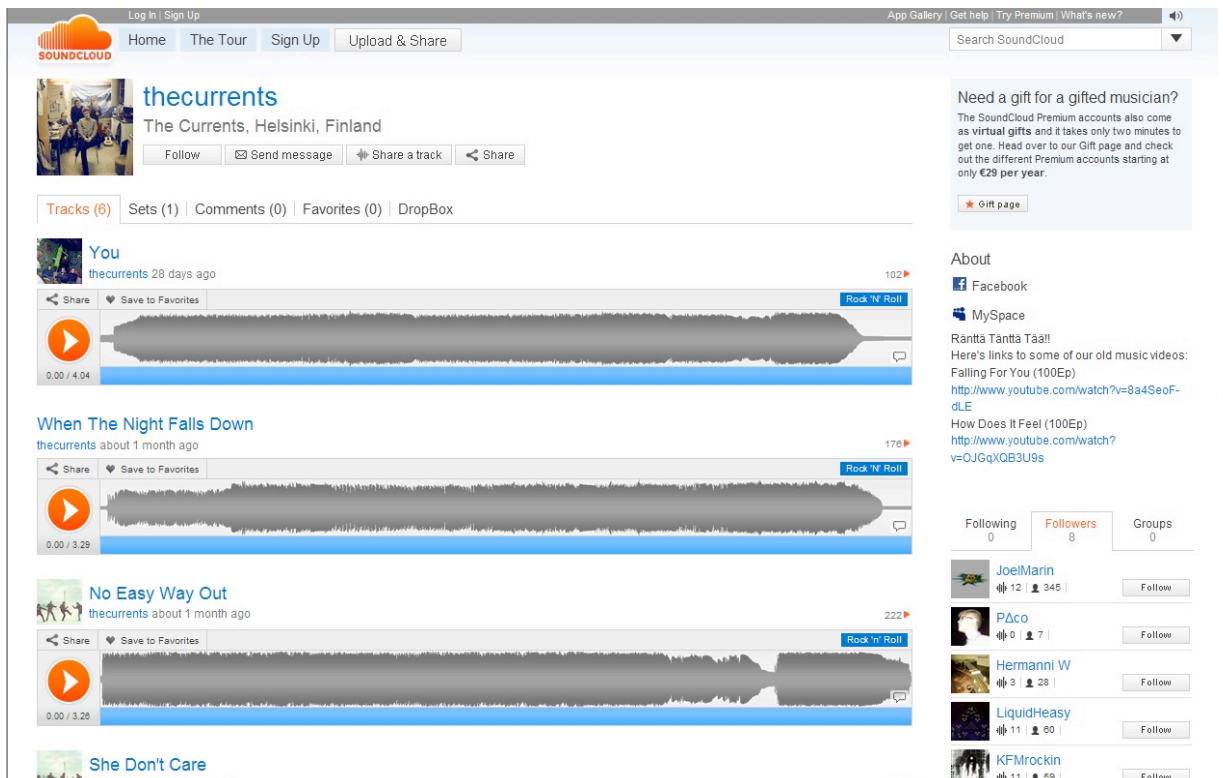 Log In | Sign Up
App Gallery | Get help | Try Premium | What's new?
SOUNDCLOUD
Home
The Tour
Sign Up
Upload & Share
Search SoundCloud
thecurrents
The Currents, Helsinki, Finland
Follow
Send message
Share a track
Share
Tracks (6)
Sets (1)
Comments (0)
Favorites (0)
DropBox
You
thecurrents 28 days ago
102
Share
Save to Favorites
Rock 'N' Roll
0.00 / 4.04
When The Night Falls Down
thecurrents about 1 month ago
176
Share
Save to Favorites
Rock 'N' Roll
0.00 / 3.29
No Easy Way Out
thecurrents about 1 month ago
222
Share
Save to Favorites
Rock 'n' Roll
0.00 / 3.26
She Don't Care
Need a gift for a gifted musician?
The SoundCloud Premium accounts also come
as virtual gifts and it takes only two minutes to
get one. Head over to our Gift page and check
out the different Premium accounts starting at
only €29 per year.
Gift page
About
Facebook
MySpace
Ränttä Tänttä Tää!!
Here's links to some of our old music videos:
Falling For You (100Ep)
http://www.youtube.com/watch?v=8a4SeoF-
dLE
How Does It Feel (100Ep)
http://www.youtube.com/watch?
v=OJGqXQB3U9s
Following
0
Followers
8
Groups
0
JoelMarin
12 | 345 |
Follow
PΔco
0 | 7 |
Follow
Hermanni W
3 | 28 |
Follow
LiquidHeasy
11 | 60 |
Follow
KFMrockin
11 | 59 |
Follow